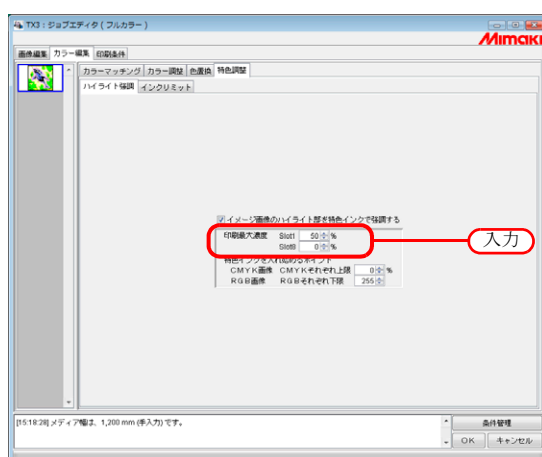 TX3 : ジョブエディタ ( フルカラー )
Mimaki
画像編集 カラー編集 印刷条件
カラーマッチング カラー調整 色置換 特色調整
ハイライト強調 インクリミット
イメージ画像のハイライト部を特色インクで強調する
印刷最大濃度 Slot1 50 %
Slot8 0 %
入力
特色インクを入れ始めるポイント
CMYK画像 CMYKそれぞれ上限 0 %
RGB画像 RGBそれぞれ下限 255
[15:18:28] メディア幅は、1,200 mm (手入力) です。
条件管理
OK キャンセル